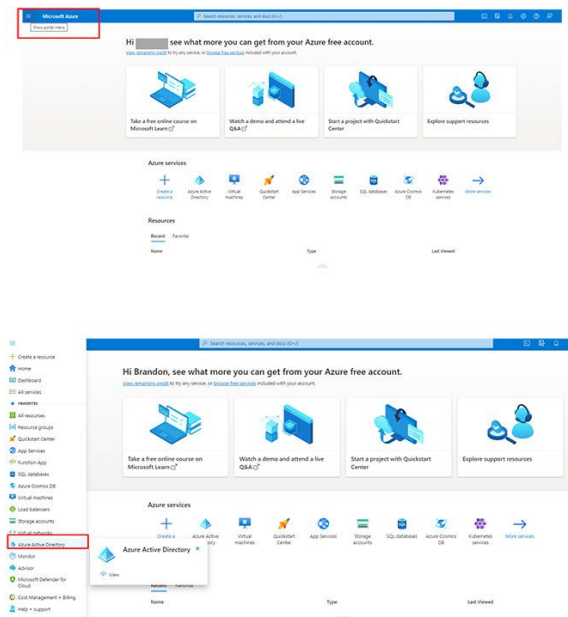 Microsoft Azure
Search resources, services, and docs (G+/)
Show portal menu
Hi see what more you can get from your Azure free account.
View remaining credit to try any service, or browse free services included with your account.
Take a free online course on Microsoft Learn
Watch a demo and attend a live Q&A
Start a project with Quickstart Center
Explore support resources
Azure services
Create a resource
Azure Active Directory
Virtual machines
Quickstart Center
App Services
Storage accounts
SQL databases
Azure Cosmos DB
Kubernetes services
More services
Resources
Recent Favorite
Name Type Last Viewed
Search resources, services, and docs (G+/)
Create a resource
Home
Dashboard
All services
FAVORITES
All resources
Resource groups
Quickstart Center
App Services
Function App
SQL databases
Azure Cosmos DB
Virtual machines
Load balancers
Storage accounts
Virtual networks
Azure Active Directory
Monitor
Advisor
Microsoft Defender for Cloud
Cost Management + Billing
Help + support
Hi Brandon, see what more you can get from your Azure free account.
View remaining credit to try any service, or browse free services included with your account.
Take a free online course on Microsoft Learn
Watch a demo and attend a live Q&A
Start a project with Quickstart Center
Explore support resources
Azure services
Create a
Azure Active
Virtual machines
Quickstart Center
App Services
Storage accounts
SQL databases
Azure Cosmos DB
Kubernetes services
More services
Azure Active Directory
View
Recent Favorite
Name Type Last Viewed